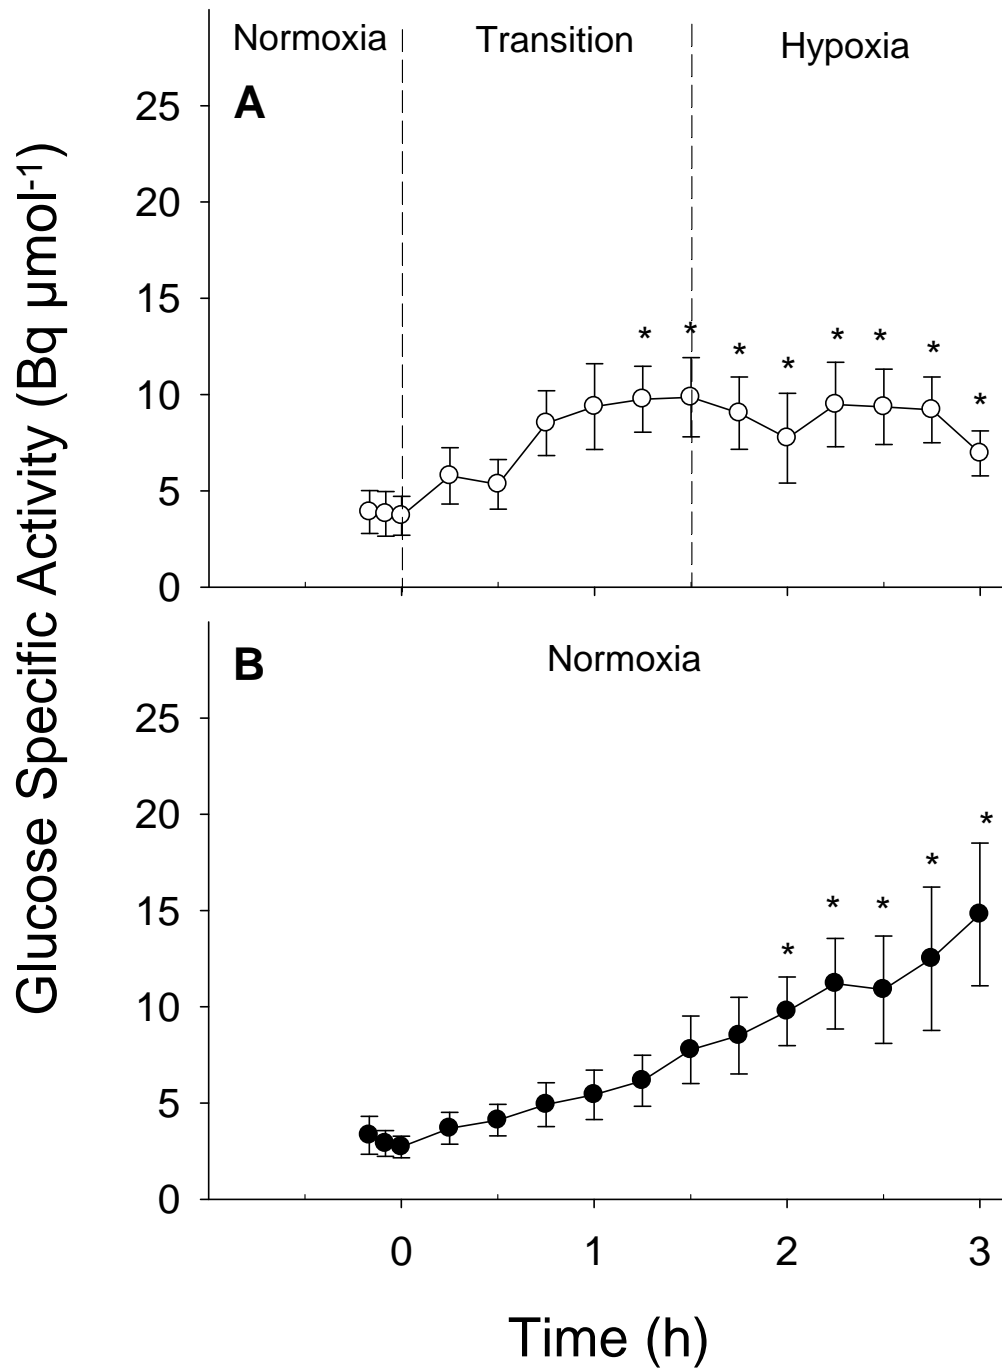 Normoxia Transition Hypoxia
A
25
20
15
10
5
0
* * * * * * * *
Glucose Specific Activity (Bq µmol-1)
B Normoxia
25
20
15
10
5
0
* * * * *
0 1 2 3
Time (h)